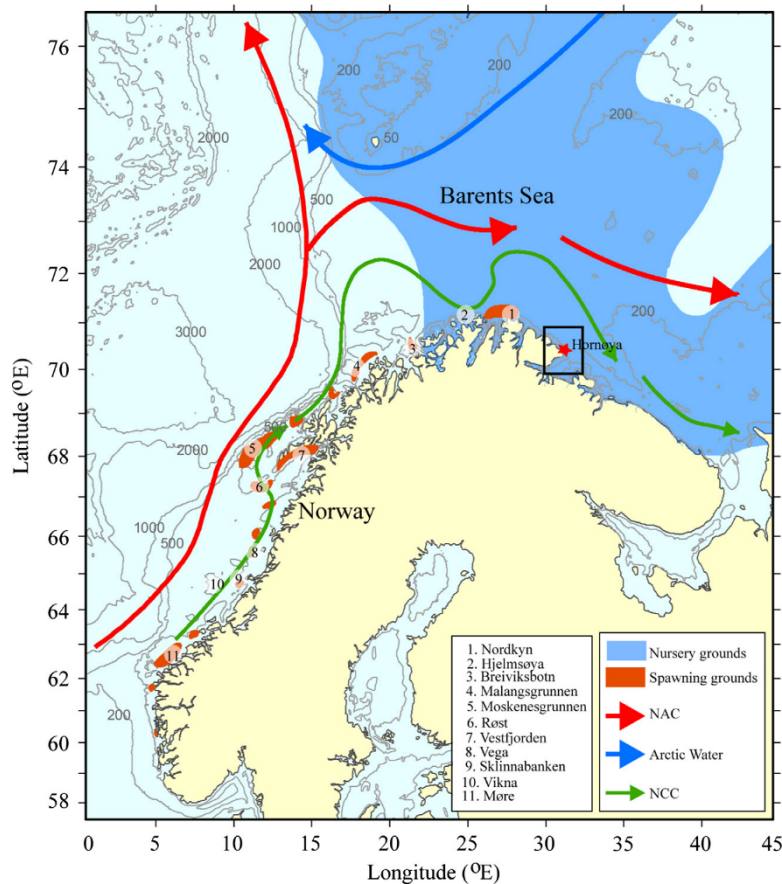 76
74
72
70
68
66
64
62
60
58
Latitude (°E)
0
5
10
15
20
25
30
35
40
45
Longitude (°E)
2000
200
200
50
500
1000
2000
3000
Barents Sea
200
2
1
3
Hornøya
4
500
2000
5
7
6
Norway
1000
500
8
10
9
11
200
1. Nordkyn
2. Hjelmsøya
3. Breiviksbotn
4. Malangsgrunnen
5. Moskenesgrunnen
6. Røst
7. Vestfjorden
8. Vega
9. Sklinnabanken
10. Vikna
11. Møre
Nursery grounds
Spawning grounds
NAC
Arctic Water
NCC